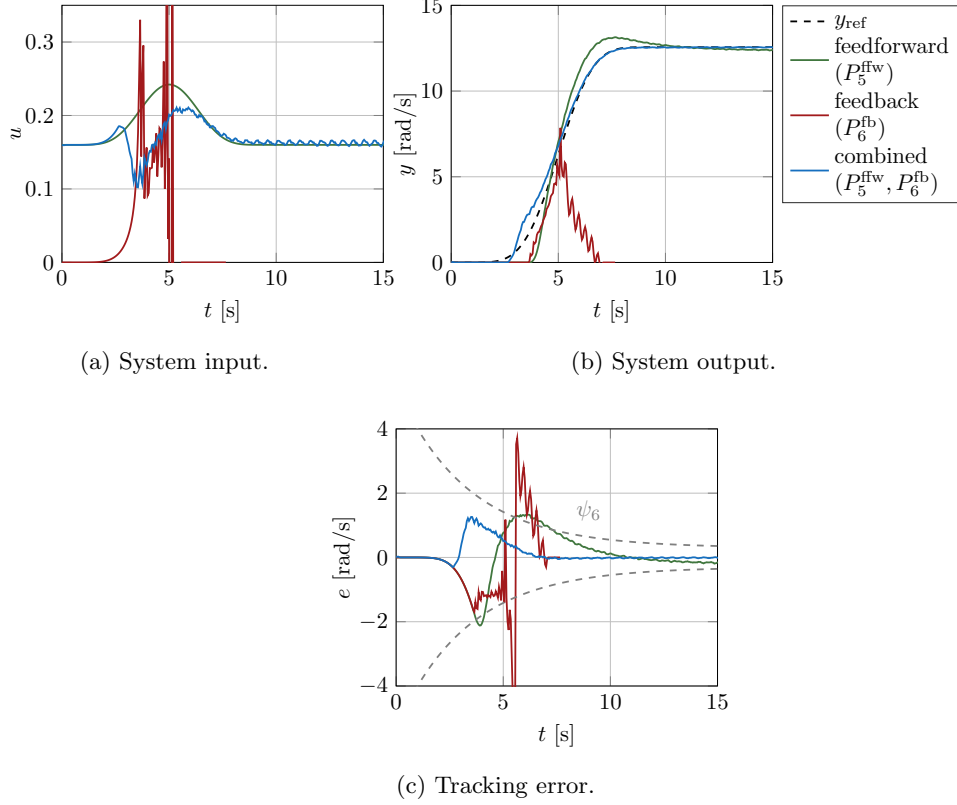 0.3
0.2
0.1
0
u
0
5
10
15
t [s]
(a) System input.
15
10
5
0
y [rad/s]
0
5
10
15
t [s]
(b) System output.
y_ref
feedforward
(P_5^ffw)
feedback
(P_6^fb)
combined
(P_5^ffw, P_6^fb)
4
2
0
−2
−4
e [rad/s]
ψ_6
0
5
10
15
t [s]
(c) Tracking error.